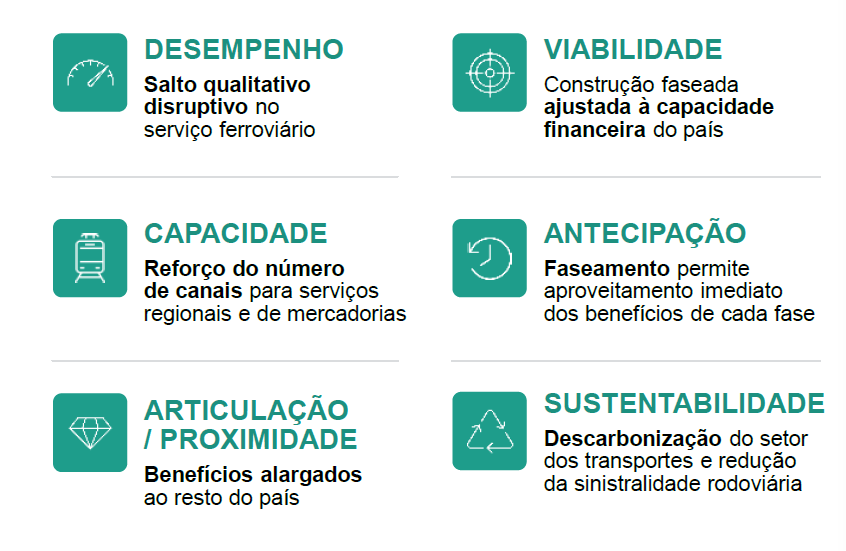 DESEMPENHO
Salto qualitativo
disruptivo no
serviço ferroviário
VIABILIDADE
Construção faseada
ajustada à capacidade
financeira do país
CAPACIDADE
Reforço do número
de canais para serviços
regionais e de mercadorias
ANTECIPAÇÃO
Faseamento permite
aproveitamento imediato
dos benefícios de cada fase
ARTICULAÇÃO
/ PROXIMIDADE
Benefícios alargados
ao resto do país
SUSTENTABILIDADE
Descarbonização do setor
dos transportes e redução
da sinistralidade rodoviária